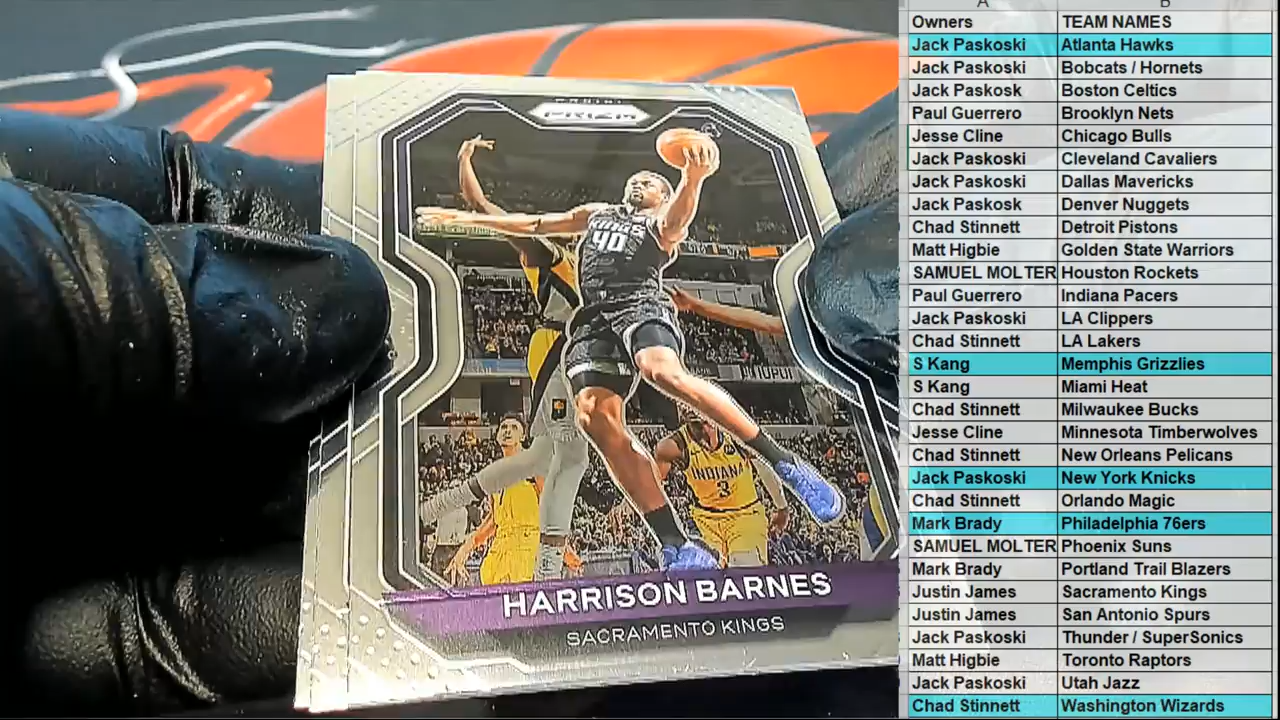 PANINI
PRIZM
KINGS
40
INDIANA
3
HARRISON BARNES
SACRAMENTO KINGS
A B
Owners TEAM NAMES
Jack Paskoski Atlanta Hawks
Jack Paskoski Bobcats / Hornets
Jack Paskosk Boston Celtics
Paul Guerrero Brooklyn Nets
Jesse Cline Chicago Bulls
Jack Paskoski Cleveland Cavaliers
Jack Paskoski Dallas Mavericks
Jack Paskosk Denver Nuggets
Chad Stinnett Detroit Pistons
Matt Higbie Golden State Warriors
SAMUEL MOLTER Houston Rockets
Paul Guerrero Indiana Pacers
Jack Paskoski LA Clippers
Chad Stinnett LA Lakers
S Kang Memphis Grizzlies
S Kang Miami Heat
Chad Stinnett Milwaukee Bucks
Jesse Cline Minnesota Timberwolves
Chad Stinnett New Orleans Pelicans
Jack Paskoski New York Knicks
Chad Stinnett Orlando Magic
Mark Brady Philadelphia 76ers
SAMUEL MOLTER Phoenix Suns
Mark Brady Portland Trail Blazers
Justin James Sacramento Kings
Justin James San Antonio Spurs
Jack Paskoski Thunder / SuperSonics
Matt Higbie Toronto Raptors
Jack Paskoski Utah Jazz
Chad Stinnett Washington Wizards